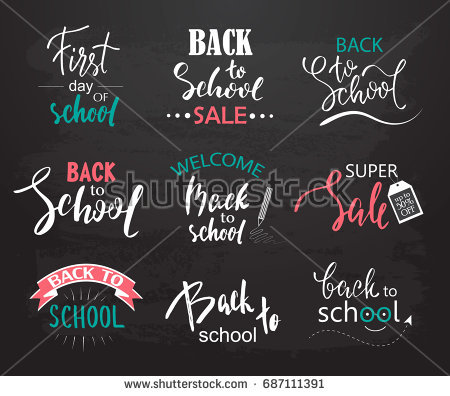 First
day OF
school
BACK
to
School
SALE
BACK
to
School
BACK
to
School
WELCOME
Back
to
school
SUPER
Sale
up to
50%
OFF
BACK TO
SCHOOL
Back to
school
back to
school
shutterstock
www.shutterstock.com · 687111391